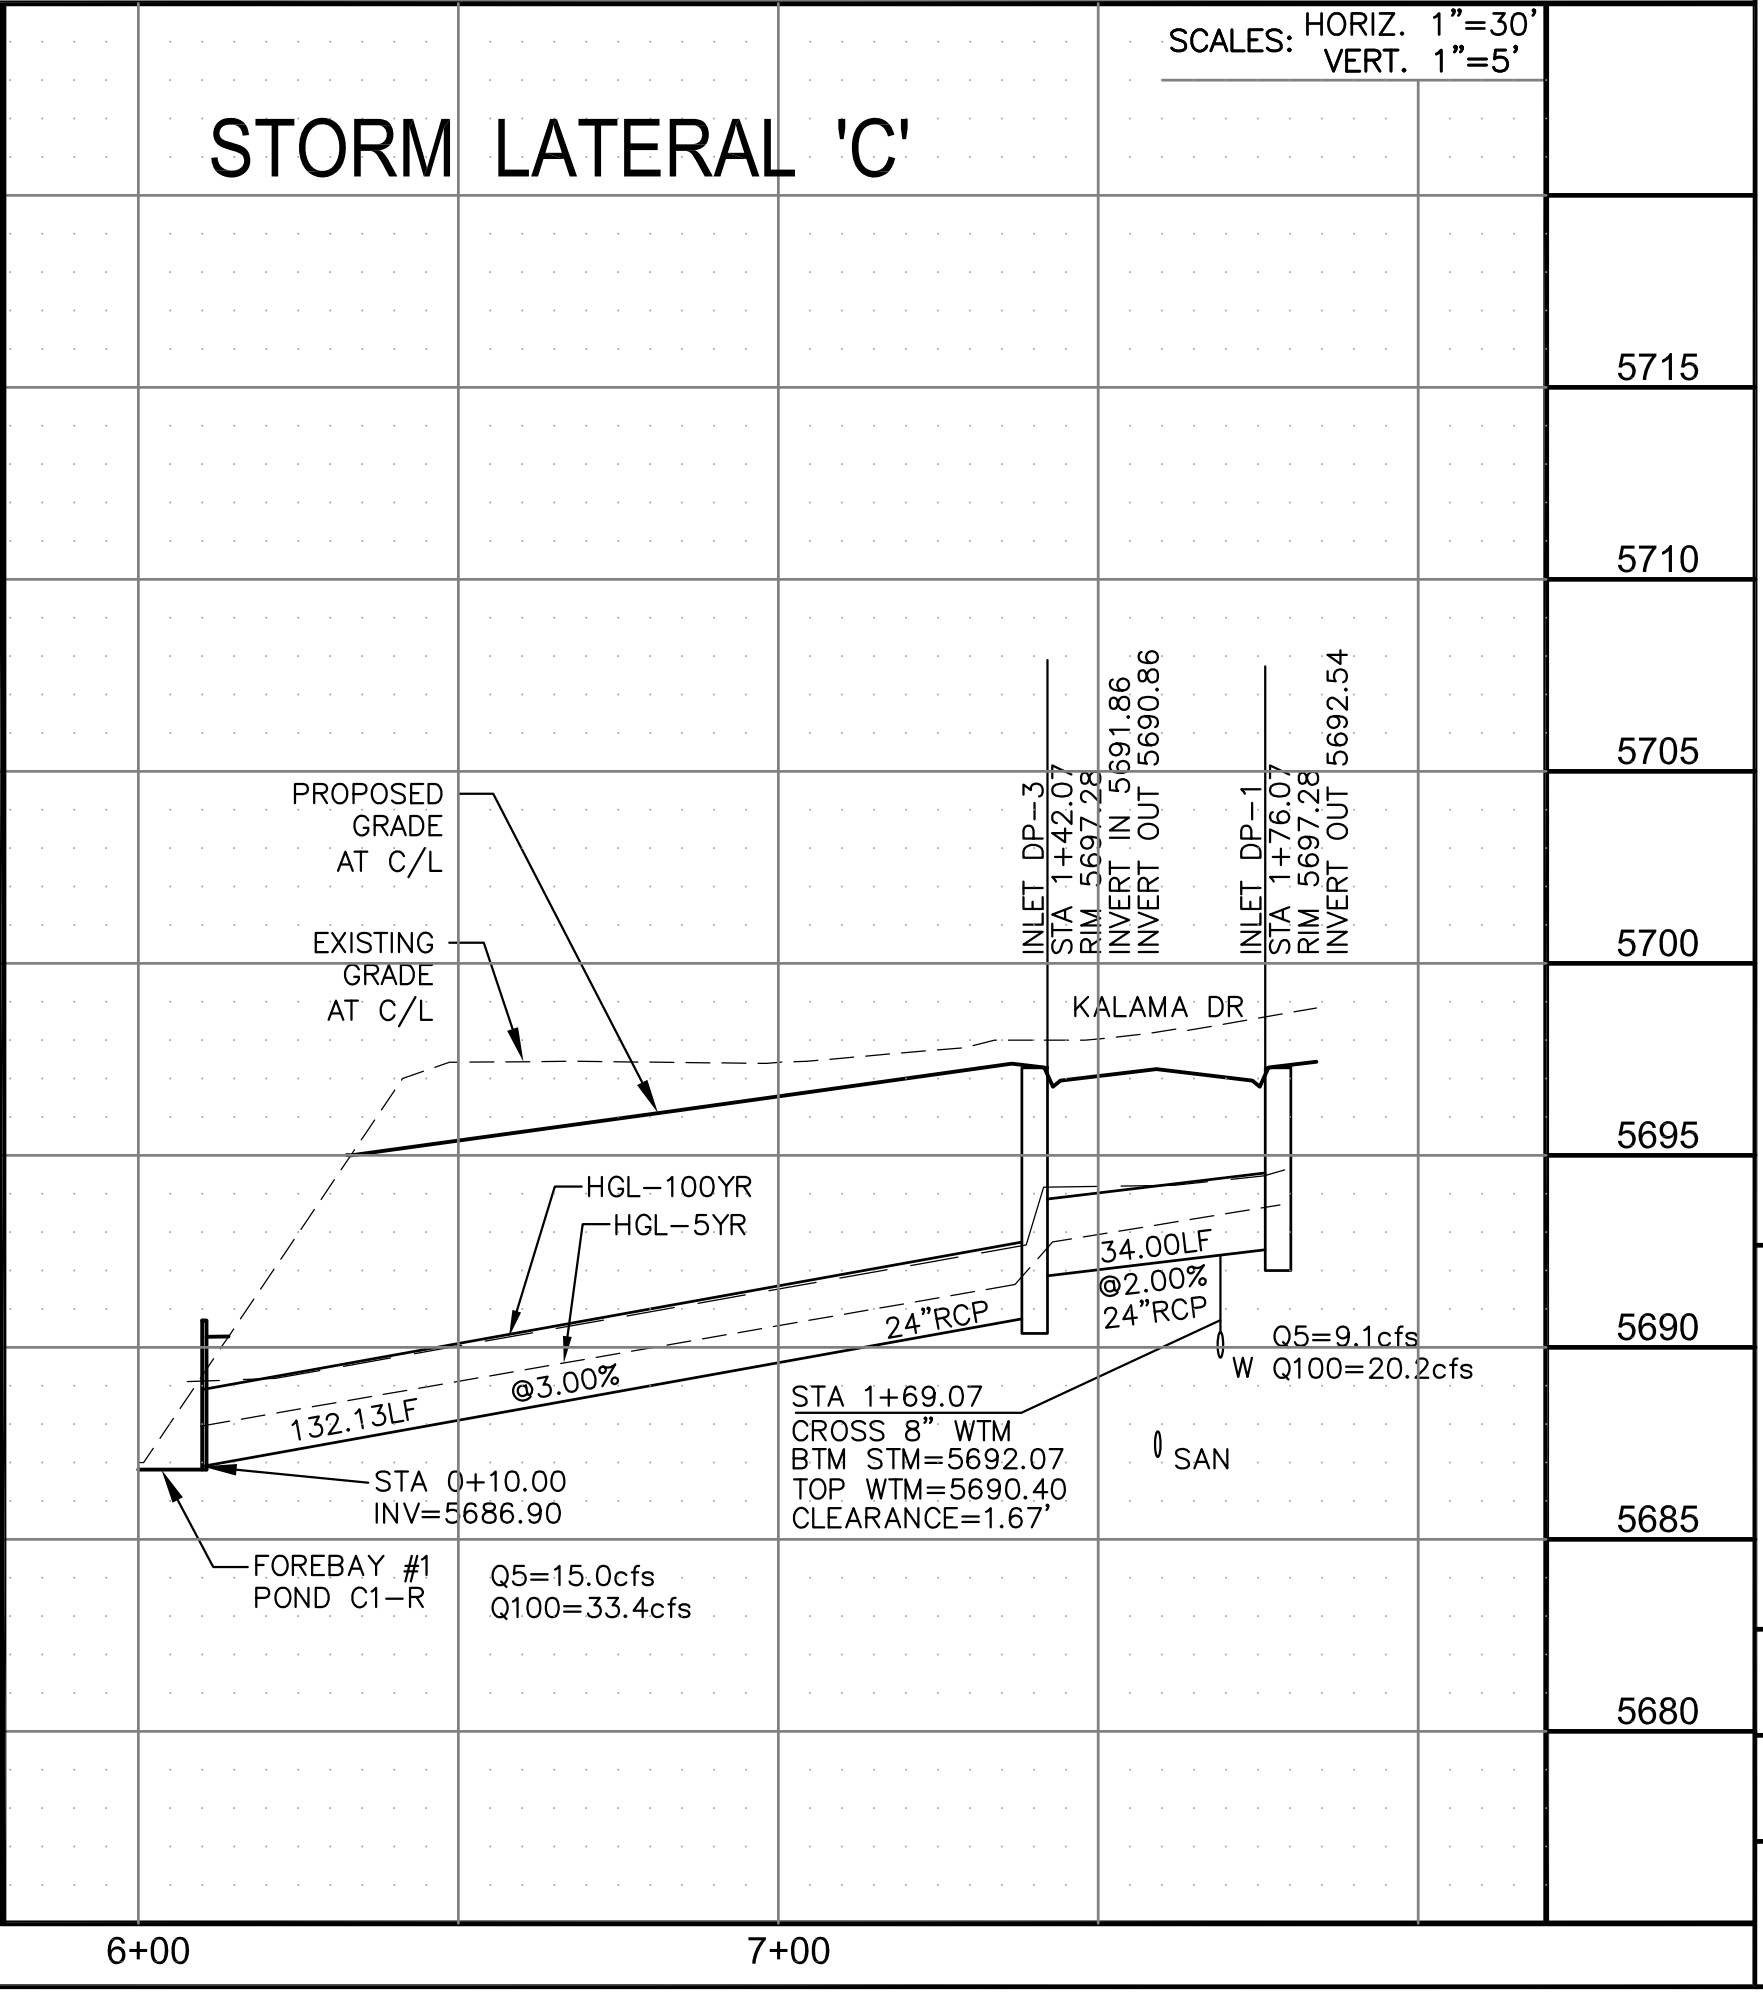 SCALES: HORIZ. 1"=30'
VERT. 1"=5'
STORM LATERAL 'C'
5715
5710
5705
5700
5695
5690
5685
5680
PROPOSED
GRADE
AT C/L
EXISTING
GRADE
AT C/L
INLET DP-3
STA 1+42.07
RIM 5697.28
INVERT IN 5691.86
INVERT OUT 5690.86
INLET DP-1
STA 1+76.07
RIM 5697.28
INVERT OUT 5692.54
KALAMA DR
HGL-100YR
HGL-5YR
34.00LF
@2.00%
24"RCP
24"RCP
@3.00%
132.13LF
Q5=9.1cfs
W Q100=20.2cfs
STA 1+69.07
CROSS 8" WTM
BTM STM=5692.07
TOP WTM=5690.40
CLEARANCE=1.67'
SAN
STA 0+10.00
INV=5686.90
FOREBAY #1
POND C1-R
Q5=15.0cfs
Q100=33.4cfs
6+00
7+00